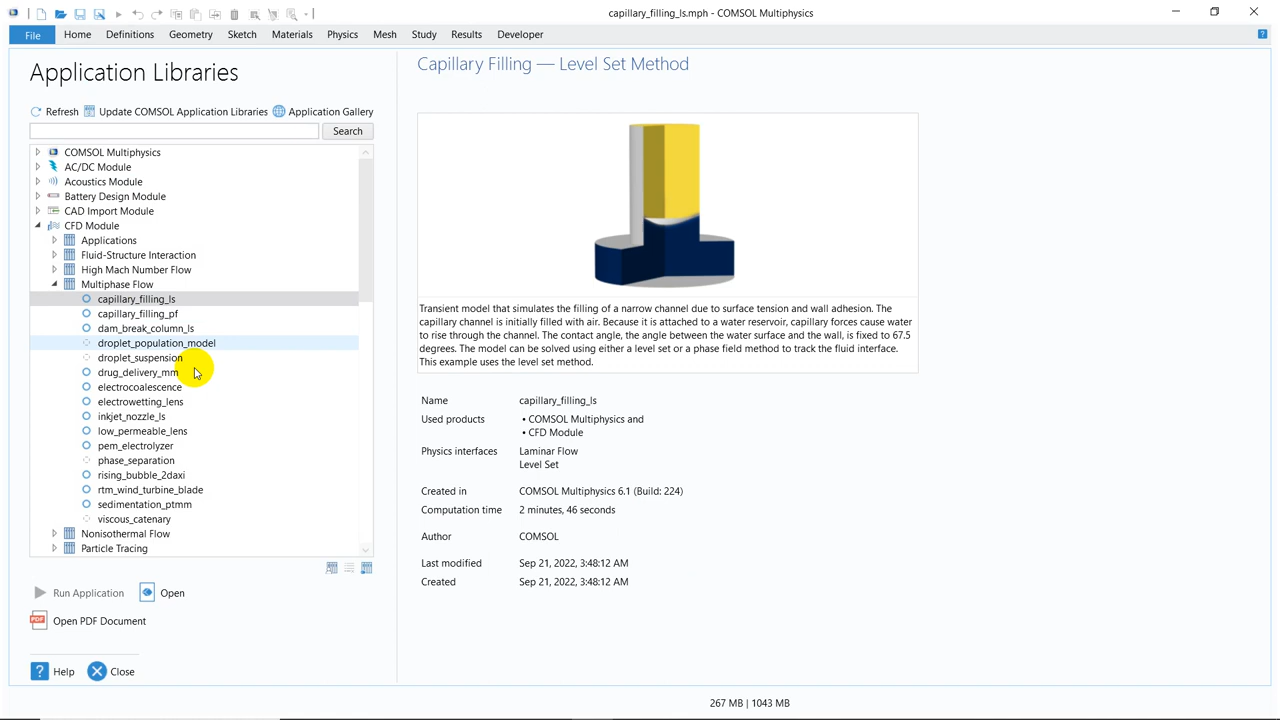 capillary_filling_ls.mph - COMSOL Multiphysics
File Home Definitions Geometry Sketch Materials Physics Mesh Study Results Developer
Application Libraries
Refresh Update COMSOL Application Libraries Application Gallery
Search
COMSOL Multiphysics
AC/DC Module
Acoustics Module
Battery Design Module
CAD Import Module
CFD Module
Applications
Fluid-Structure Interaction
High Mach Number Flow
Multiphase Flow
capillary_filling_ls
capillary_filling_pf
dam_break_column_ls
droplet_population_model
droplet_suspension
drug_delivery_mm
electrocoalescence
electrowetting_lens
inkjet_nozzle_ls
low_permeable_lens
pem_electrolyzer
phase_separation
rising_bubble_2daxi
rtm_wind_turbine_blade
sedimentation_ptmm
viscous_catenary
Nonisothermal Flow
Particle Tracing
Run Application Open
PDF Open PDF Document
? Help Close
Capillary Filling — Level Set Method
Transient model that simulates the filling of a narrow channel due to surface tension and wall adhesion. The
capillary channel is initially filled with air. Because it is attached to a water reservoir, capillary forces cause water
to rise through the channel. The contact angle, the angle between the water surface and the wall, is fixed to 67.5
degrees. The model can be solved using either a level set or a phase field method to track the fluid interface.
This example uses the level set method.
Name capillary_filling_ls
Used products • COMSOL Multiphysics and
• CFD Module
Physics interfaces Laminar Flow
Level Set
Created in COMSOL Multiphysics 6.1 (Build: 224)
Computation time 2 minutes, 46 seconds
Author COMSOL
Last modified Sep 21, 2022, 3:48:12 AM
Created Sep 21, 2022, 3:48:12 AM
267 MB | 1043 MB